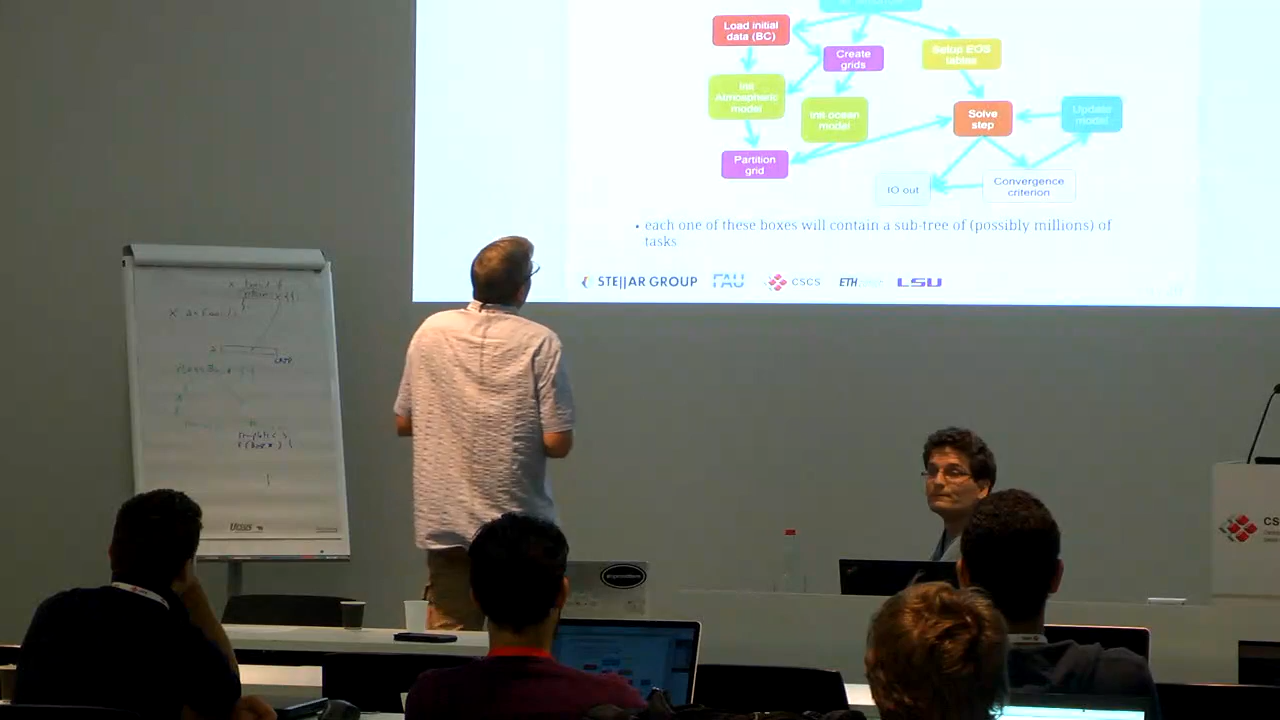 Load initial
data (BC)
Create
grids
Setup EOS
tables
Init
Atmospheric
model
Init ocean
model
Solve
step
Update
model
Partition
grid
IO out
Convergence
criterion
• each one of these boxes will contain a sub-tree of (possibly millions) of
tasks
STE||AR GROUP
FAU
CSCS
ETH
LSU
CS